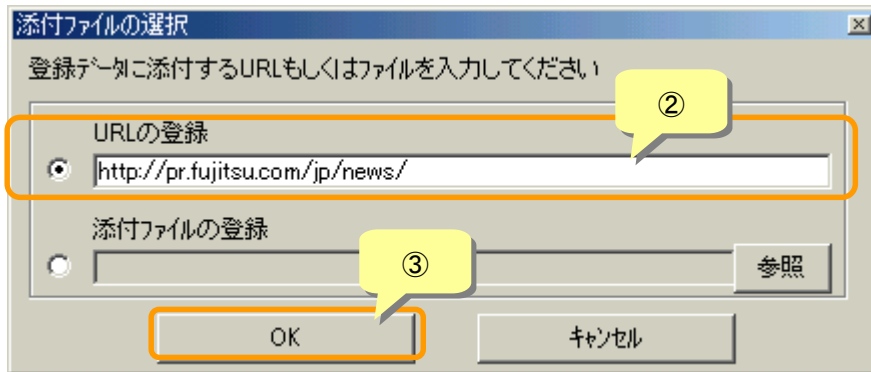 添付ファイルの選択
登録データに添付するURLもしくはファイルを入力してください
②
URLの登録
http://pr.fujitsu.com/jp/news/
添付ファイルの登録
③
参照
OK
キャンセル